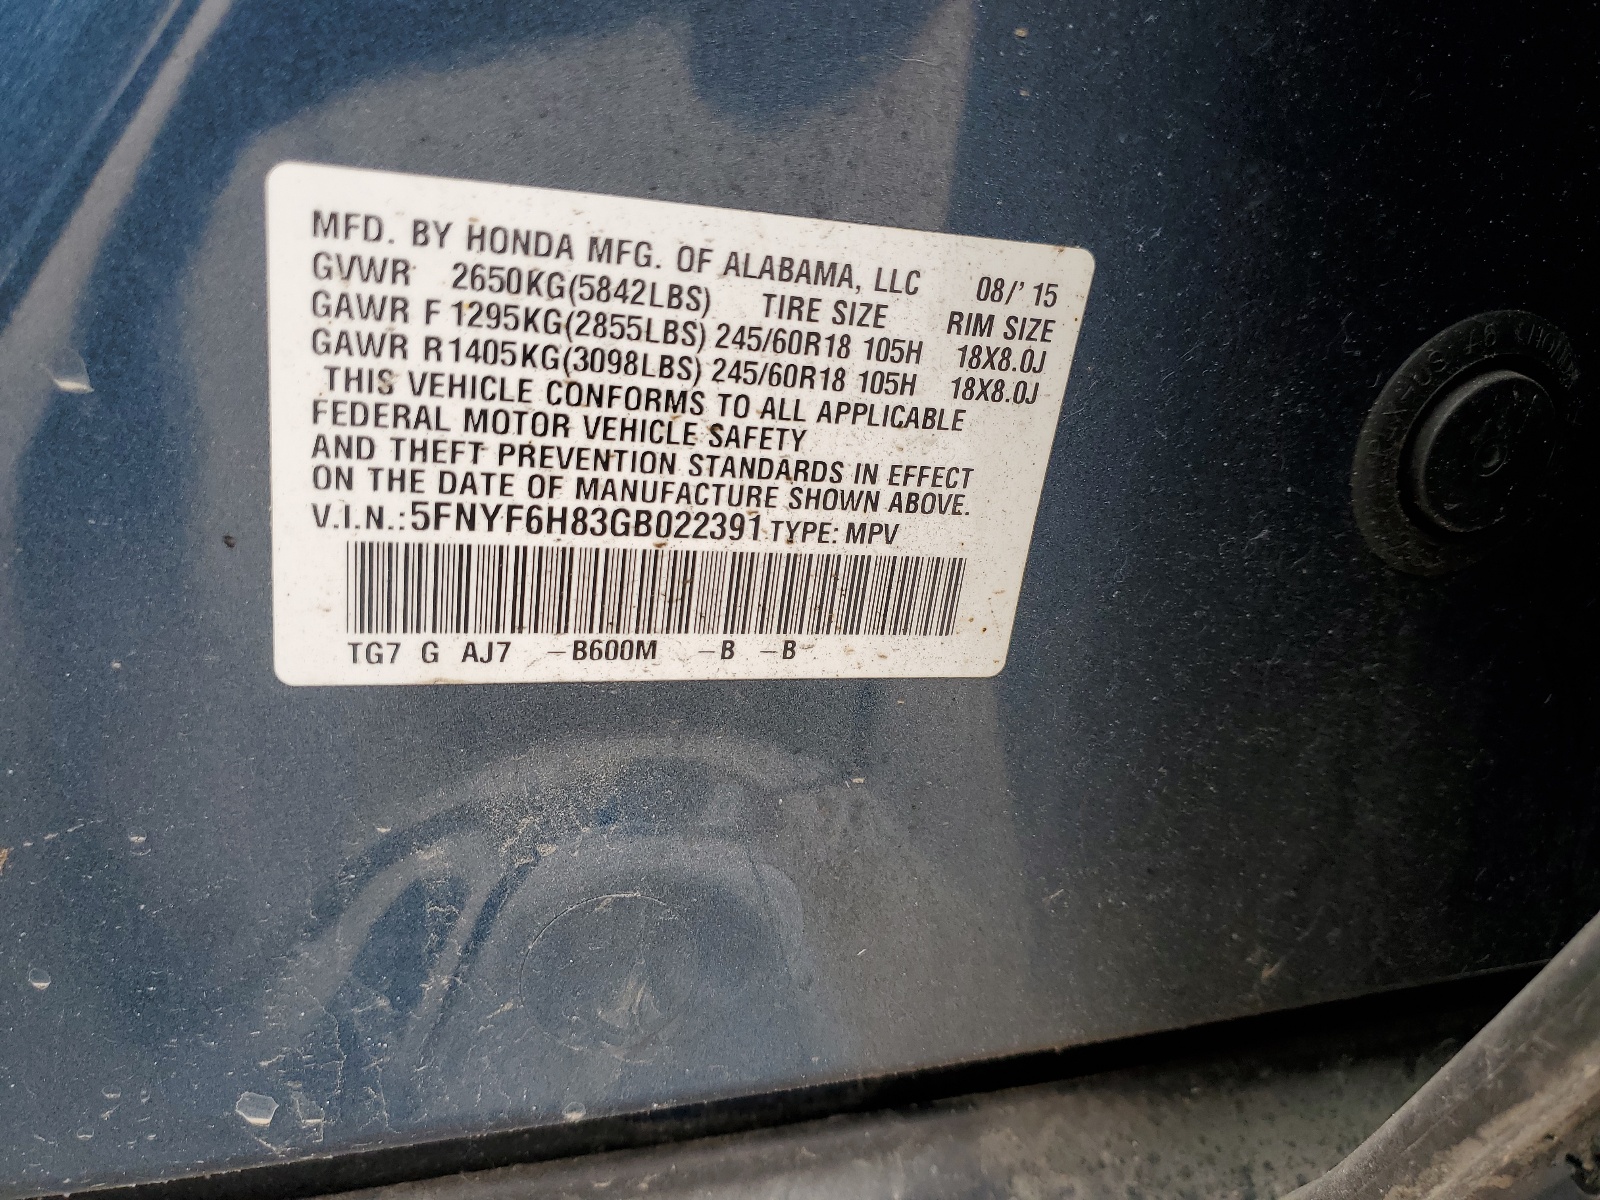 MFD. BY HONDA MFG. OF ALABAMA, LLC 08/' 15
GVWR 2650KG(5842LBS) TIRE SIZE RIM SIZE
GAWR F 1295KG(2855LBS) 245/60R18 105H 18X8.0J
GAWR R1405KG(3098LBS) 245/60R18 105H 18X8.0J
THIS VEHICLE CONFORMS TO ALL APPLICABLE
FEDERAL MOTOR VEHICLE SAFETY
AND THEFT PREVENTION STANDARDS IN EFFECT
ON THE DATE OF MANUFACTURE SHOWN ABOVE.
V.I.N.:5FNYF6H83GB022391 TYPE: MPV
TG7 G AJ7 -B600M -B -B